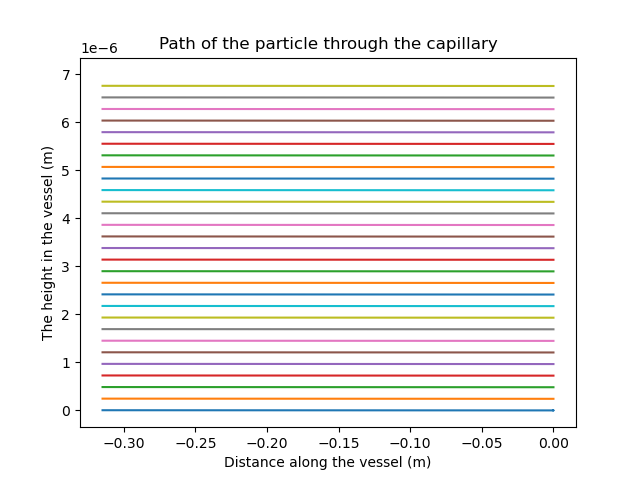 Path of the particle through the capillary
1e−6
7
6
5
4
3
2
1
0
The height in the vessel (m)
−0.30 −0.25 −0.20 −0.15 −0.10 −0.05 0.00
Distance along the vessel (m)